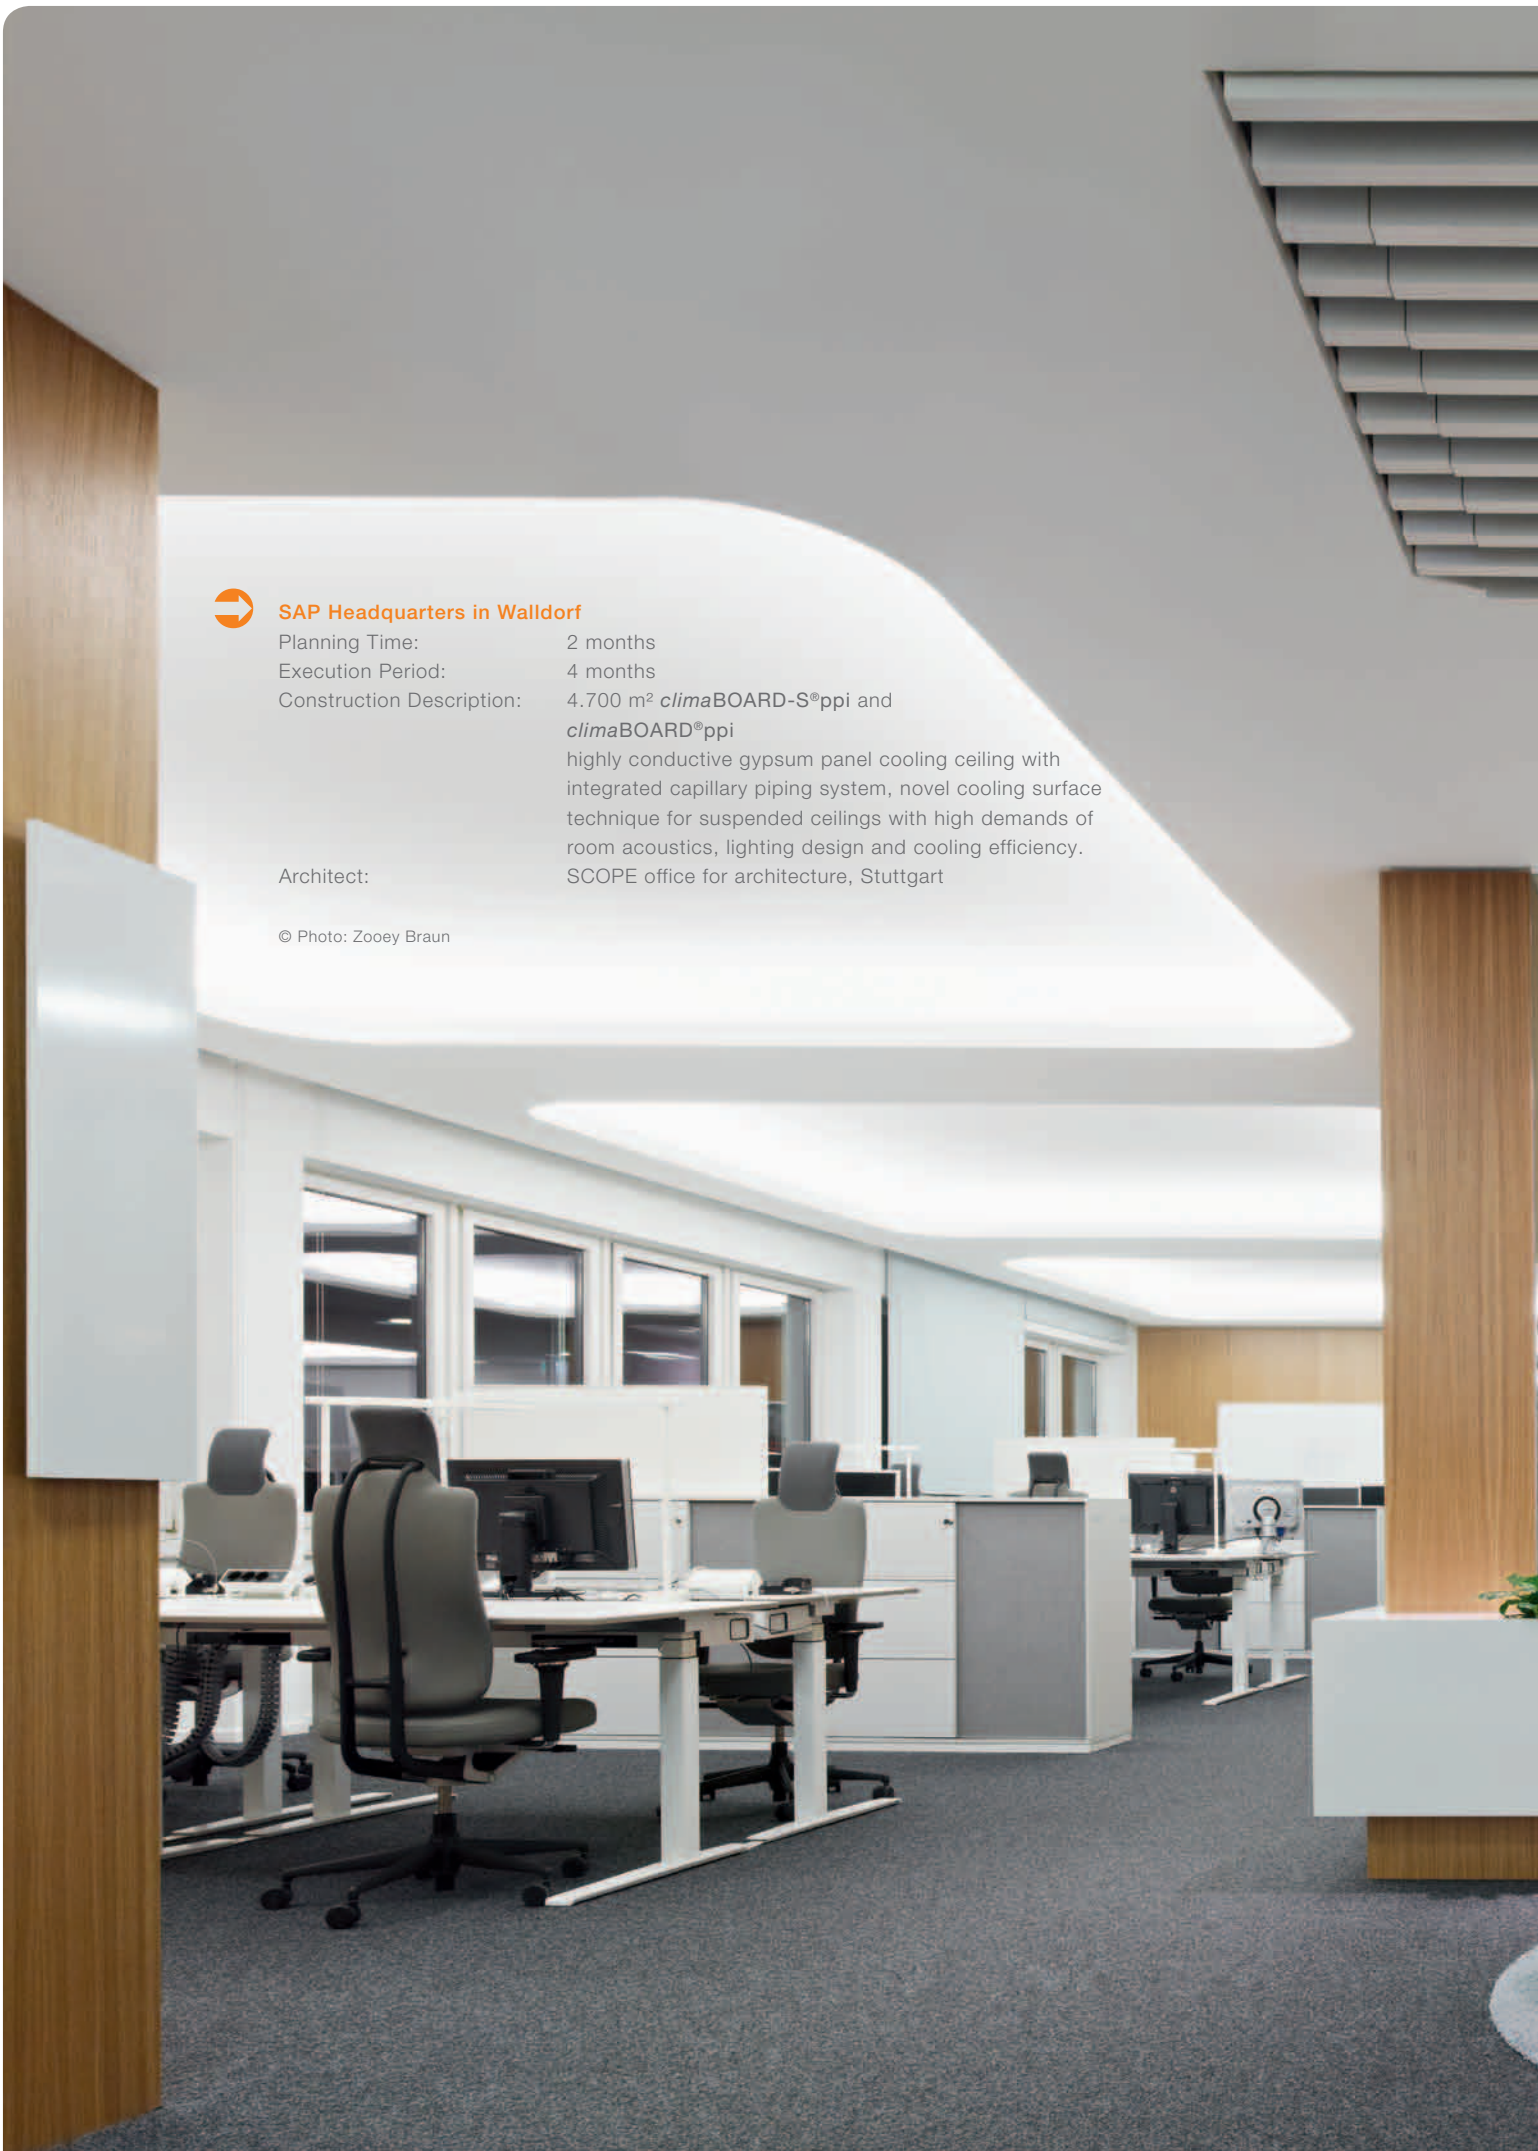 SAP Headquarters in Walldorf
Planning Time: 2 months
Execution Period: 4 months
Construction Description: 4.700 m² climaBOARD-S®ppi and
climaBOARD®ppi
highly conductive gypsum panel cooling ceiling with
integrated capillary piping system, novel cooling surface
technique for suspended ceilings with high demands of
room acoustics, lighting design and cooling efficiency.
Architect: SCOPE office for architecture, Stuttgart
© Photo: Zooey Braun